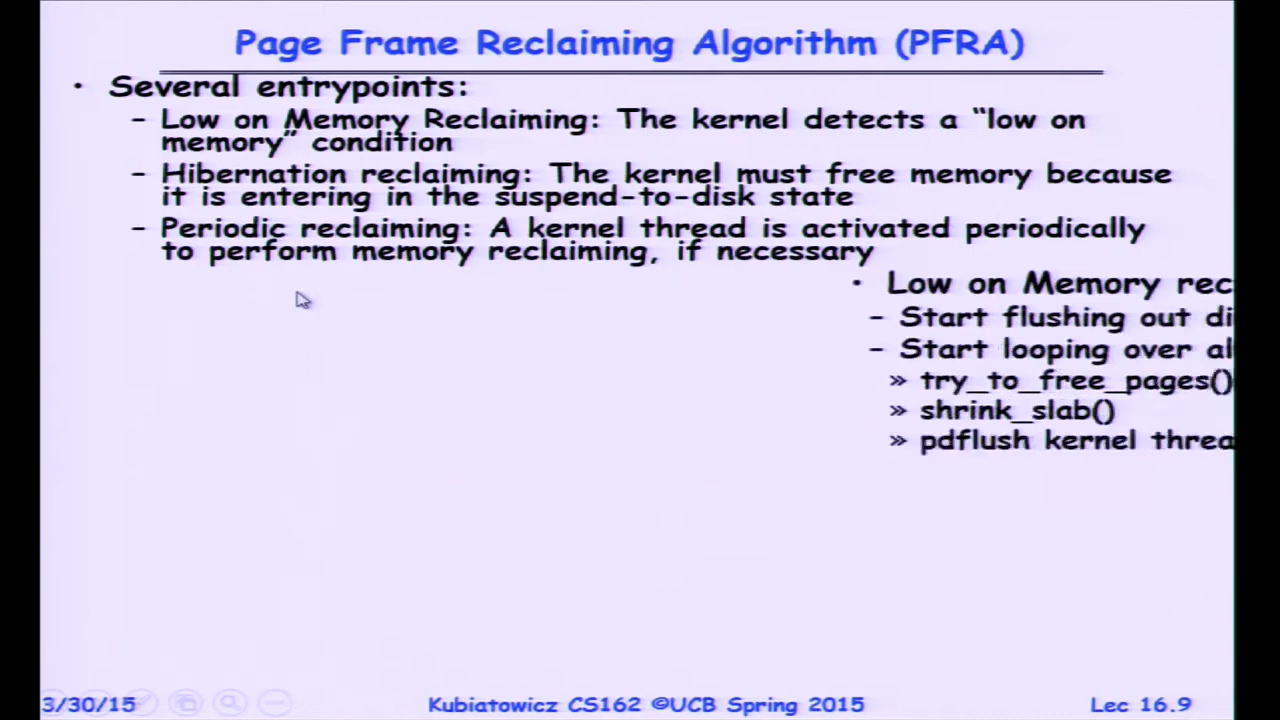 Page Frame Reclaiming Algorithm (PFRA)
• Several entrypoints:
– Low on Memory Reclaiming: The kernel detects a “low on
memory” condition
– Hibernation reclaiming: The kernel must free memory because
it is entering in the suspend-to-disk state
– Periodic reclaiming: A kernel thread is activated periodically
to perform memory reclaiming, if necessary
• Low on Memory
– Start flushing out
– Start looping over
» try_to_free_pages()
» shrink_slab()
» pdflush kernel
3/30/15
Kubiatowicz CS162 ©UCB Spring 2015
Lec 16.9